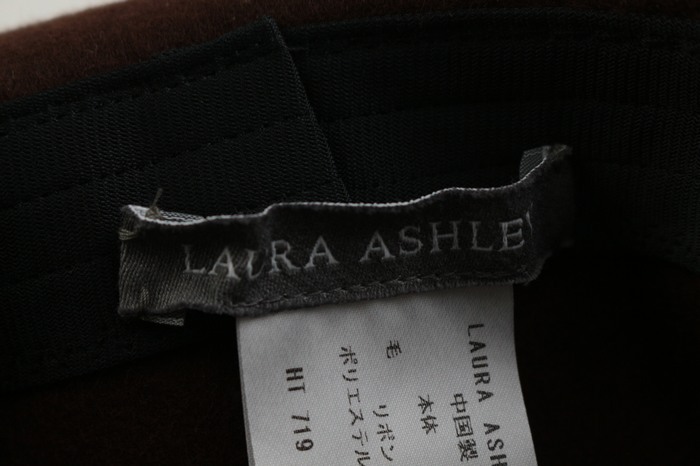 LAURA ASHLEY
LAURA ASH
中国製
本体
毛
リボン
ポリエステル
HT 719